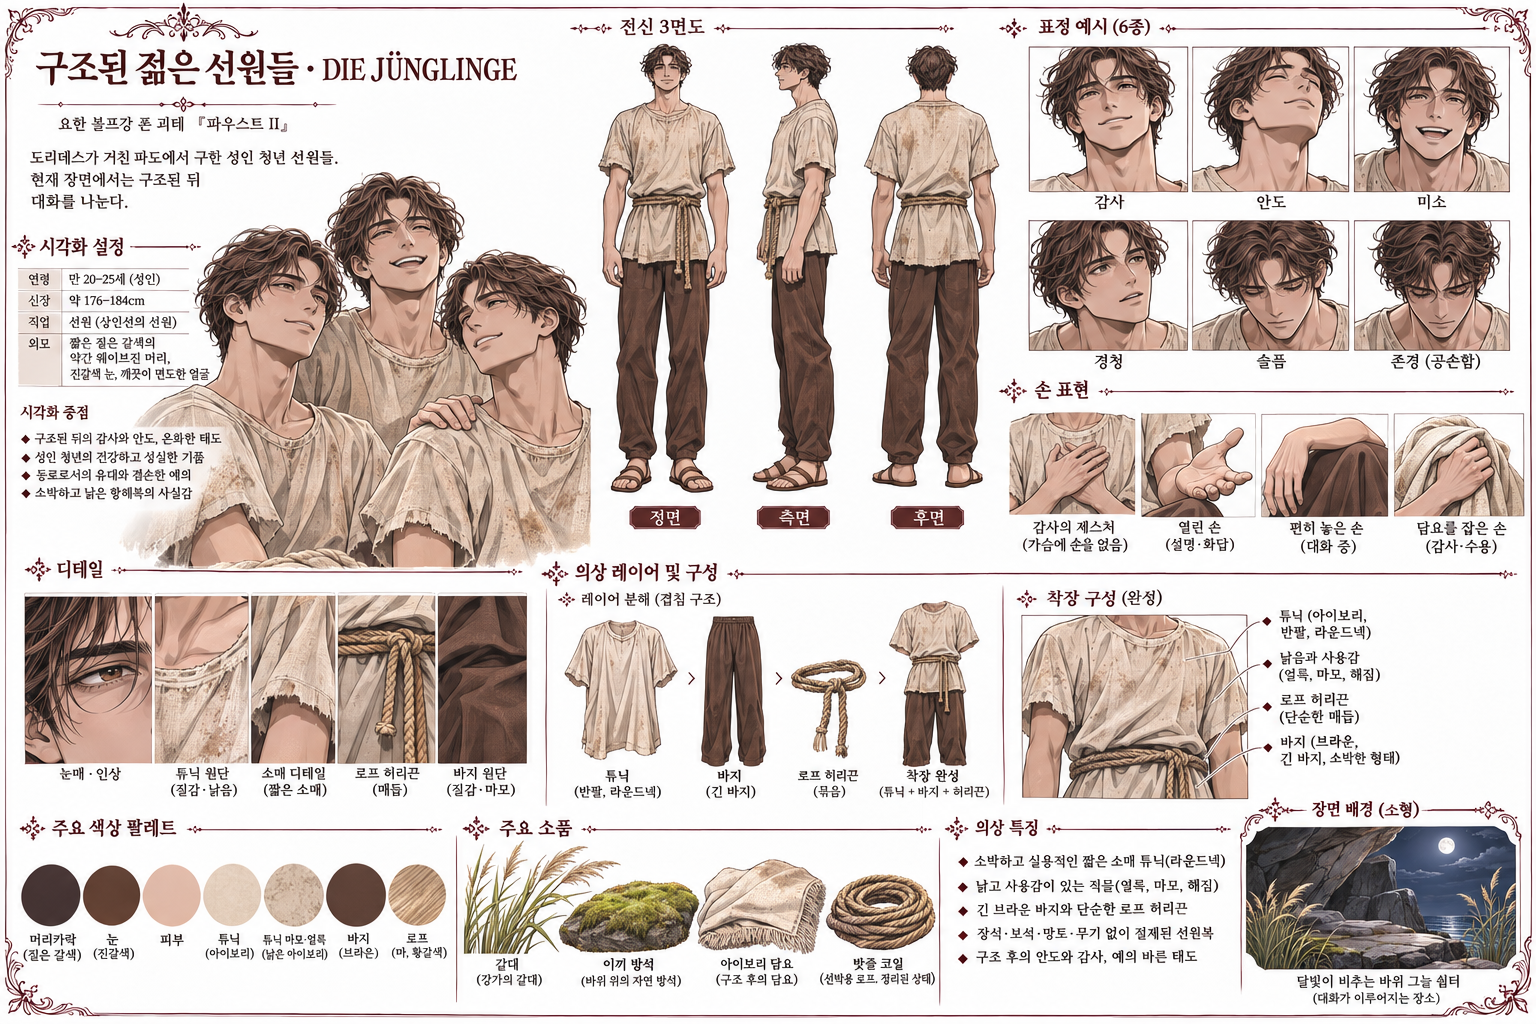 구조된 젊은 선원들 · DIE JÜNGLINGE
요한 볼프강 폰 괴테 『파우스트 II』
도리데스가 거친 파도에서 구한 성인 청년 선원들.
현재 장면에서는 구조된 뒤
대화를 나눈다.
시각화 설정
연령 만 20–25세 (성인)
신장 약 176–184cm
직업 선원 (상인선의 선원)
외모 짧은 짙은 갈색의
약간 웨이브진 머리,
진갈색 눈, 깨끗이 면도한 얼굴
시각화 중점
◆ 구조된 뒤의 감사와 안도, 온화한 태도
◆ 성인 청년의 건강하고 성실한 기품
◆ 동료로서의 유대와 겸손한 예의
◆ 소박하고 낡은 항해복의 사실감
전신 3면도
정면
측면
후면
표정 예시 (6종)
감사
안도
미소
경청
슬픔
존경 (공손함)
손 표현
감사의 제스처
(가슴에 손을 얹음)
열린 손
(설명·화답)
편히 놓은 손
(대화 중)
담요를 잡은 손
(감사·수용)
디테일
눈매 · 인상
튜닉 원단
(질감·낡음)
소매 디테일
(짧은 소매)
로프 허리끈
(매듭)
바지 원단
(질감·마모)
의상 레이어 및 구성
레이어 분해 (겹침 구조)
튜닉
(반팔, 라운드넥)
바지
(긴 바지)
로프 허리끈
(묶음)
착장 완성
(튜닉 + 바지 + 허리끈)
착장 구성 (완성)
◆ 튜닉 (아이보리,
반팔, 라운드넥)
◆ 낡음과 사용감
(얼룩, 마모, 해짐)
◆ 로프 허리끈
(단순한 매듭)
◆ 바지 (브라운,
긴 바지, 소박한 형태)
주요 색상 팔레트
머리카락
(짙은 갈색)
눈
(진갈색)
피부
튜닉
(아이보리)
튜닉 마모·얼룩
(낡은 아이보리)
바지
(브라운)
로프
(마, 황갈색)
주요 소품
갈대
(강가의 갈대)
이끼 방석
(바위 위의 자연 방석)
아이보리 담요
(구조 후의 담요)
밧줄 코일
(선박용 로프, 정리된 상태)
의상 특징
◆ 소박하고 실용적인 짧은 소매 튜닉(라운드넥)
◆ 낡고 사용감이 있는 직물(얼룩, 마모, 해짐)
◆ 긴 브라운 바지와 단순한 로프 허리끈
◆ 장식·보석·망토·무기 없이 절제된 선원복
◆ 구조 후의 안도와 감사, 예의 바른 태도
장면 배경 (소형)
달빛이 비추는 바위 그늘 쉼터
(대화가 이루어지는 장소)